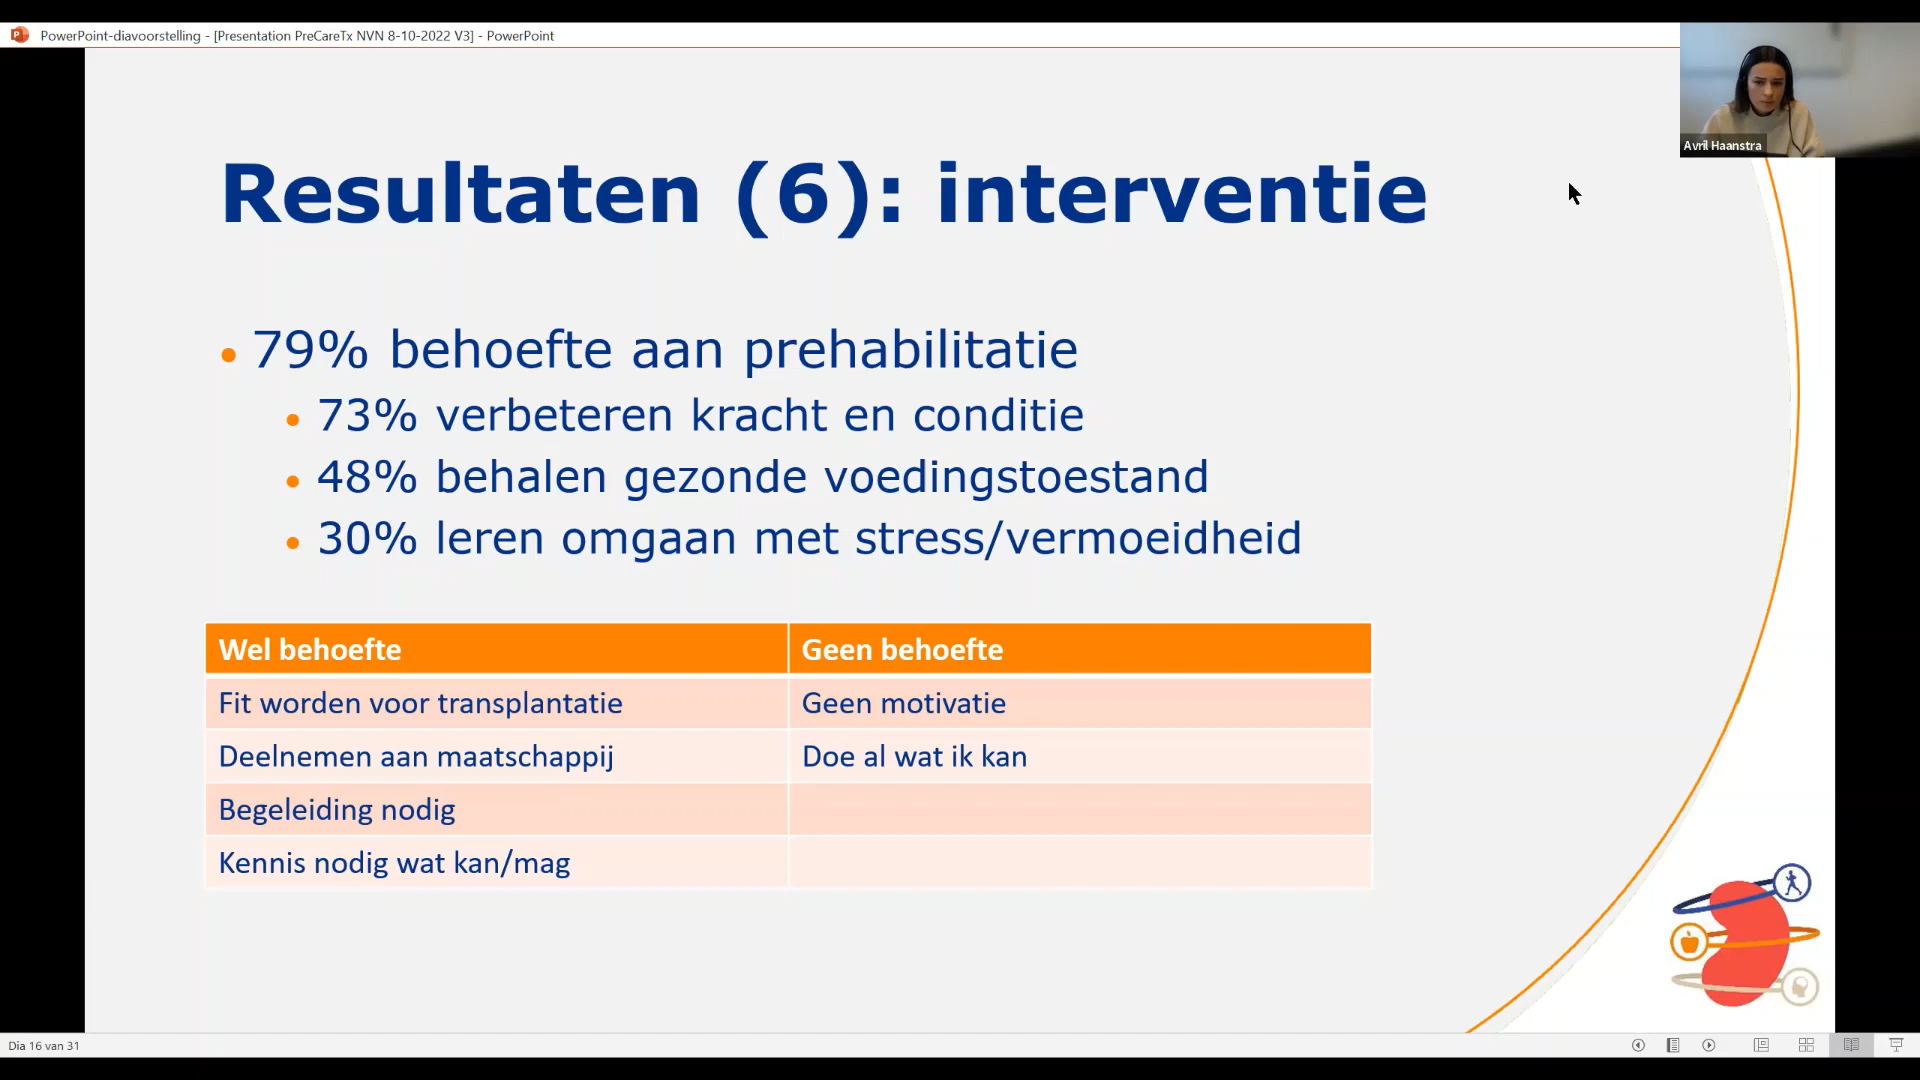 PowerPoint-diavoorstelling - [Presentation PreCareTx NVN 8-10-2022 V3] - PowerPoint
Avril Haanstra
Resultaten (6): interventie
• 79% behoefte aan prehabilitatie
• 73% verbeteren kracht en conditie
• 48% behalen gezonde voedingstoestand
• 30% leren omgaan met stress/vermoeidheid
Wel behoefte Geen behoefte
Fit worden voor transplantatie Geen motivatie
Deelnemen aan maatschappij Doe al wat ik kan
Begeleiding nodig
Kennis nodig wat kan/mag
Dia 16 van 31